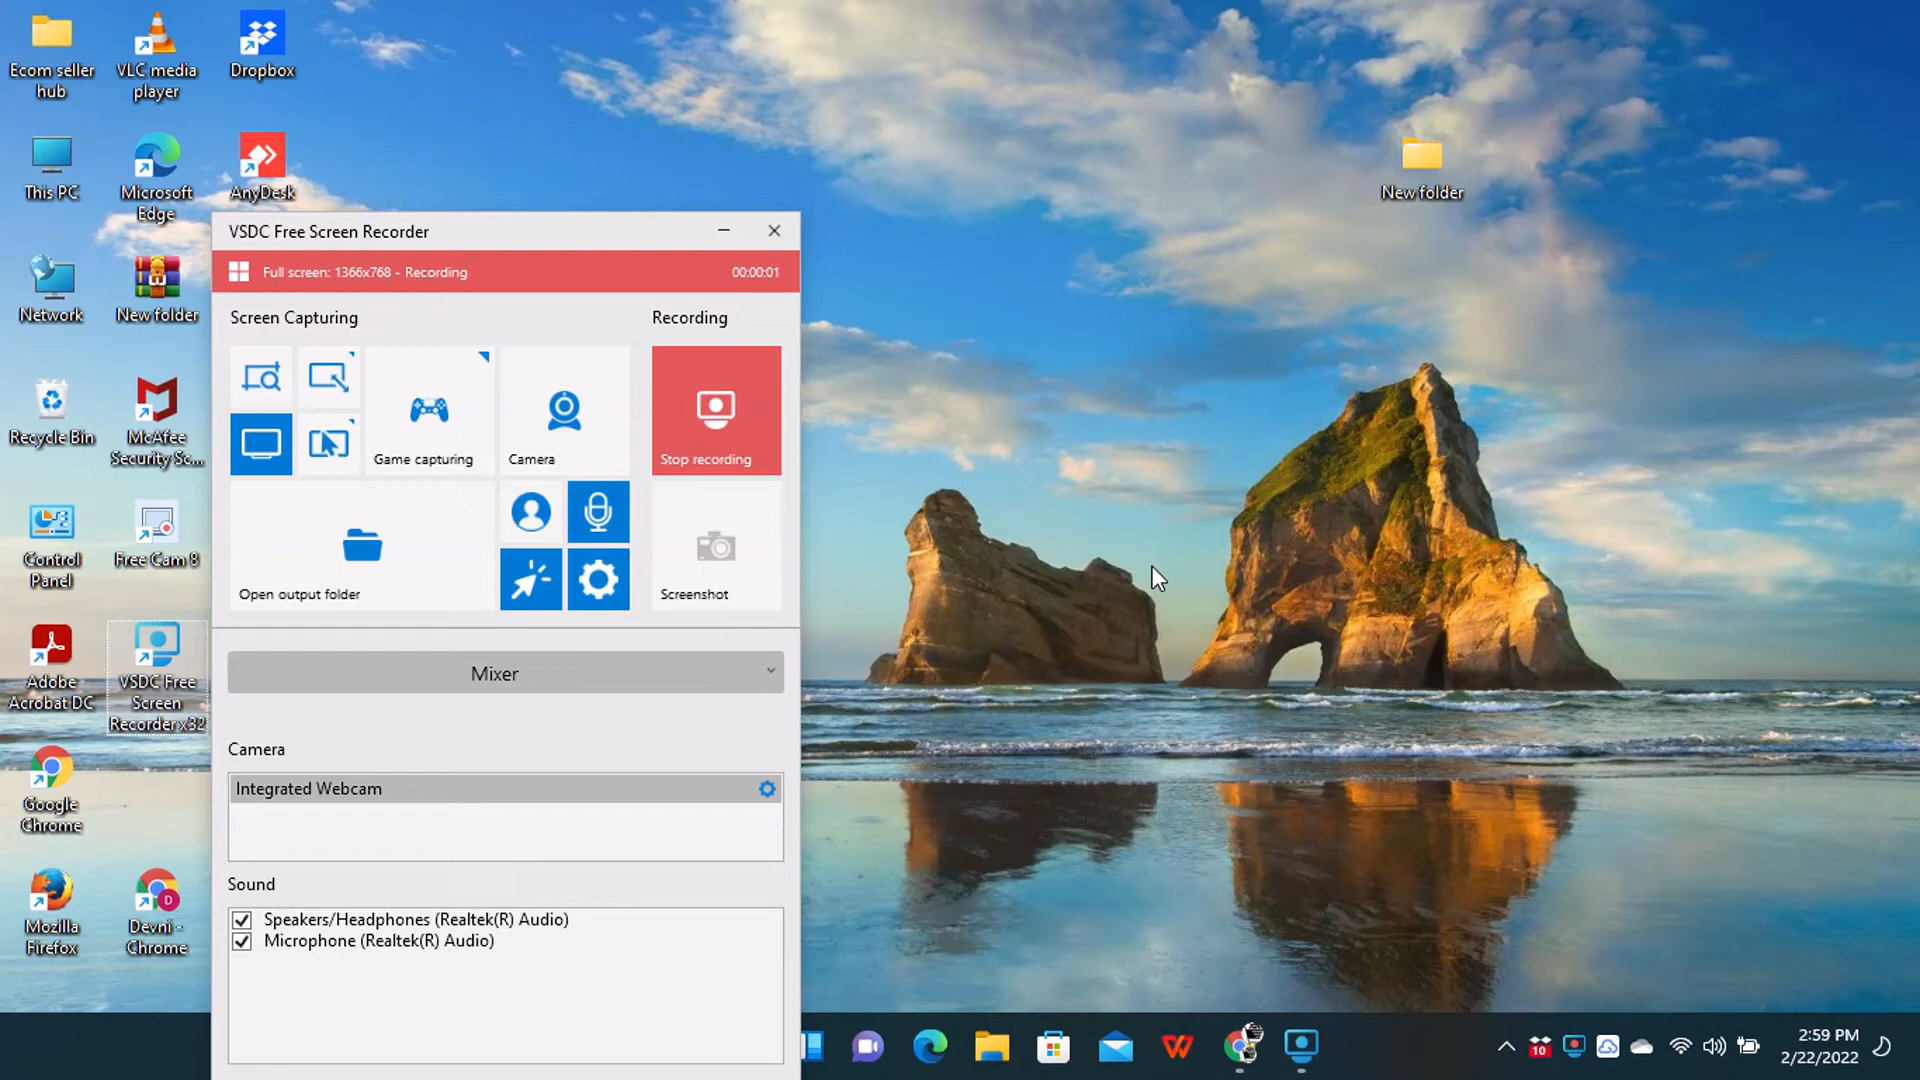 Ecom seller
hub
VLC media
player
Dropbox
This PC
Microsoft
Edge
AnyDesk
New folder
Network
New folder
Recycle Bin
McAfee
Security Sc...
Control
Panel
Free Cam 8
Adobe
Acrobat DC
VSDC Free
Screen
Recorder x32
Google
Chrome
Mozilla
Firefox
Devni -
Chrome
VSDC Free Screen Recorder
Full screen: 1366x768 - Recording
00:00:01
Screen Capturing
Recording
Game capturing
Camera
Stop recording
Open output folder
Screenshot
Mixer
Camera
Integrated Webcam
Sound
Speakers/Headphones (Realtek(R) Audio)
Microphone (Realtek(R) Audio)
10
2:59 PM
2/22/2022